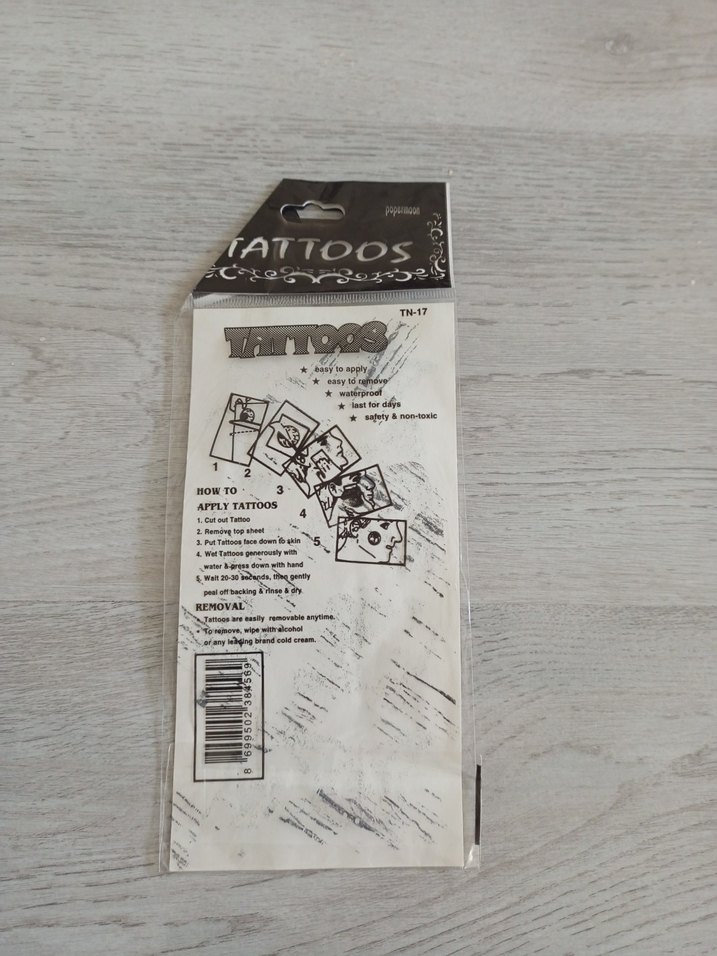 papermoon
TATTOOS
TN-17
TATTOOS
★ easy to apply
★ easy to remove
★ waterproof
★ last for days
★ safety & non-toxic
1
2
3
4
5
HOW TO
APPLY TATTOOS
1. Cut out Tattoo
2. Remove top sheet
3. Put Tattoos face down to skin
4. Wet Tattoos generously with
water & press down with hand
5. Wait 20-30 seconds, then gently
peal off backing & rinse & dry
REMOVAL
Tattoos are easily removable anytime.
To remove, wipe with alcohol
or any leading brand cold cream.
8 699502 384569